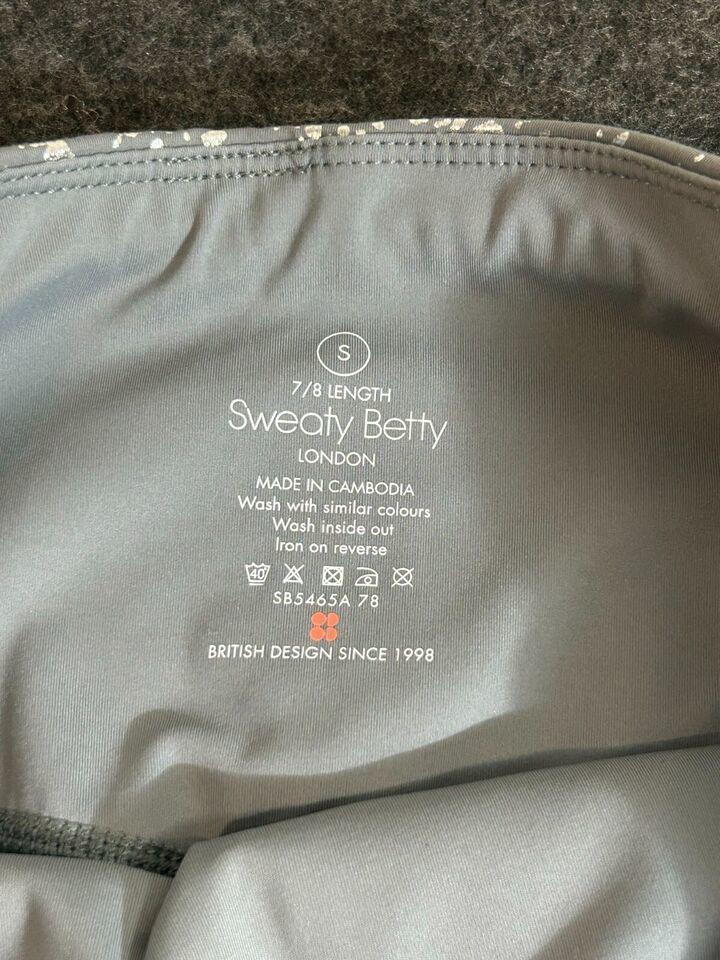 S
7/8 LENGTH
Sweaty Betty
LONDON
MADE IN CAMBODIA
Wash with similar colours
Wash inside out
Iron on reverse
40
SB5465A 78
BRITISH DESIGN SINCE 1998